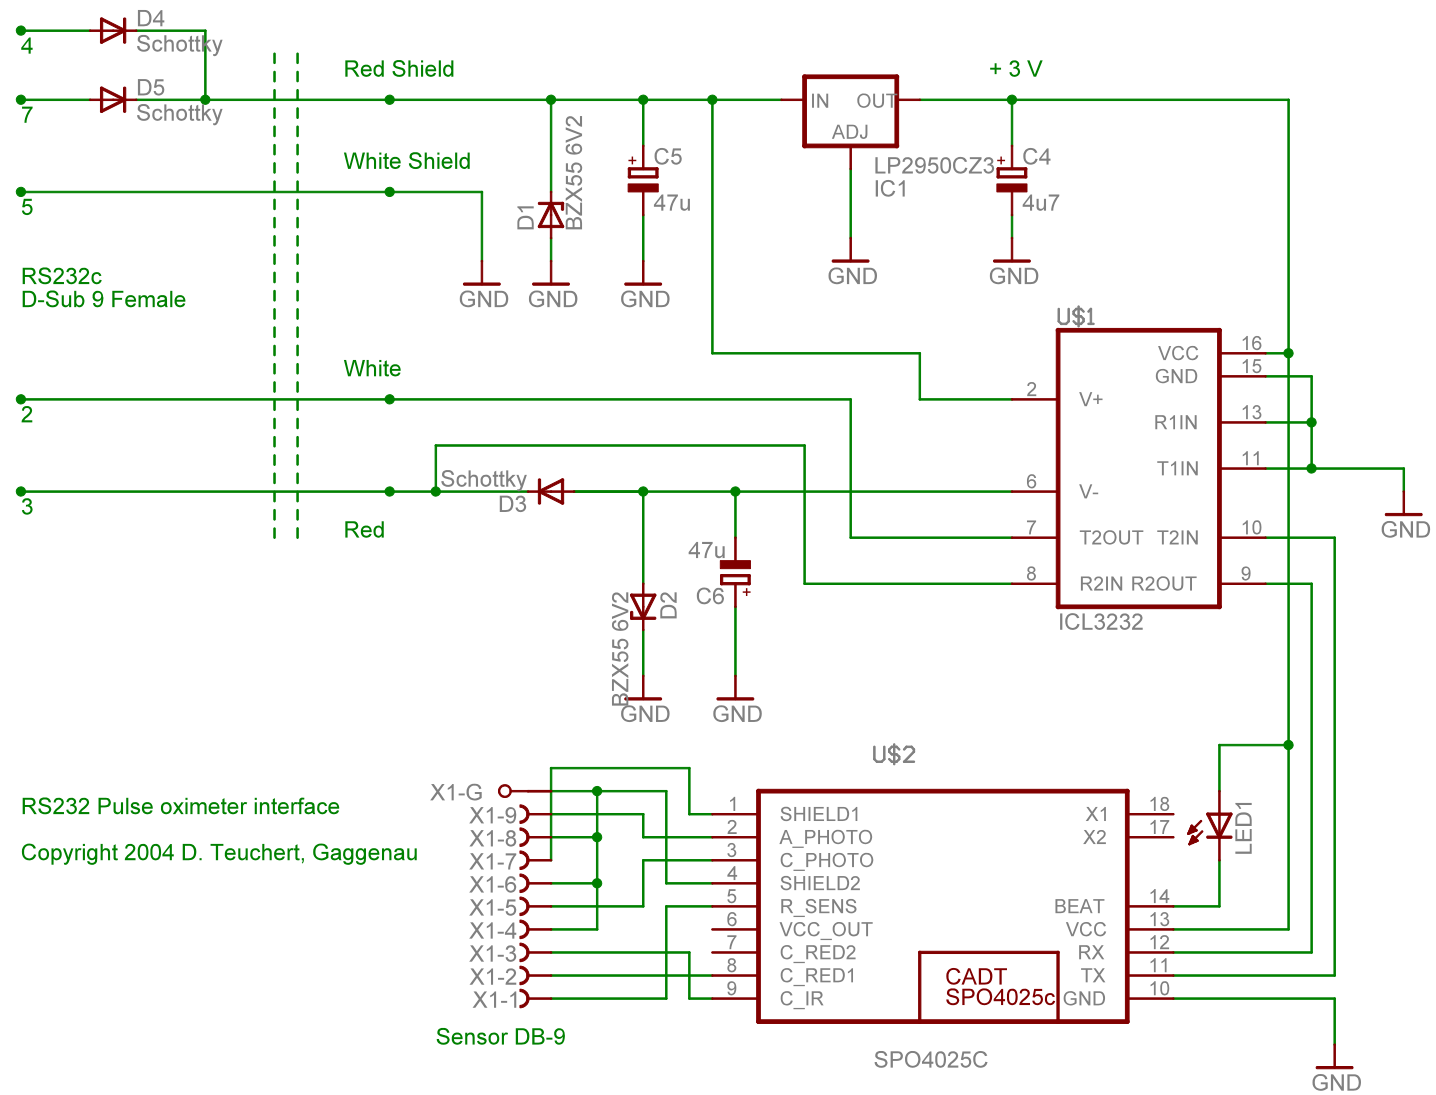 D4
Schottky
4
D5
Schottky
7
Red Shield
+ 3 V
IN OUT
ADJ
LP2950CZ3
IC1
GND
BZX55 6V2
D1
GND
+
C5
47u
GND
+
C4
4u7
GND
White Shield
5
GND
RS232c
D-Sub 9 Female
White
2
Schottky
D3
3
Red
47u
C6
+
GND
BZX55 6V2
D2
GND
U$1
VCC 16
GND 15
2 V+
R1IN 13
T1IN 11
6 V-
GND
7 T2OUT T2IN 10
8 R2IN R2OUT 9
ICL3232
U$2
RS232 Pulse oximeter interface
Copyright 2004 D. Teuchert, Gaggenau
X1-G
X1-9
X1-8
X1-7
X1-6
X1-5
X1-4
X1-3
X1-2
X1-1
Sensor DB-9
1 SHIELD1 X1 18
2 A_PHOTO X2 17
3 C_PHOTO
4 SHIELD2
5 R_SENS BEAT 14
6 VCC_OUT VCC 13
7 C_RED2 RX 12
8 C_RED1 TX 11
9 C_IR GND 10
CADT
SPO4025c
LED1
SPO4025C
GND